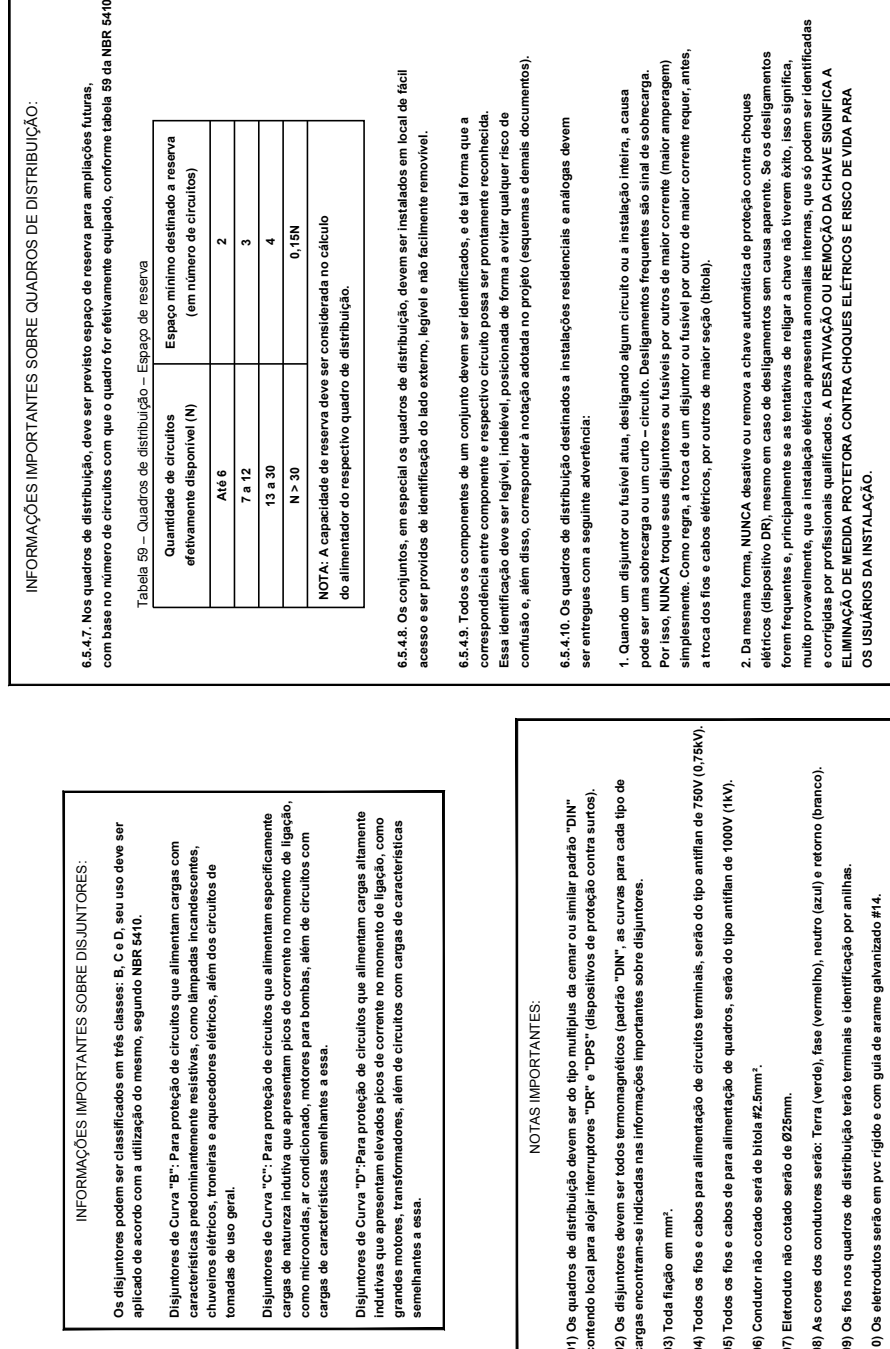 INFORMAÇÕES IMPORTANTES SOBRE DISJUNTORES:
Os disjuntores podem ser classificados em três classes: B, C e D, seu uso deve ser
aplicado de acordo com a utilização do mesmo, segundo NBR 5410.
Disjuntores de Curva "B": Para proteção de circuitos que alimentam cargas com
características predominantemente resistivas, como lâmpadas incandescentes,
chuveiros elétricos, troneiras e aquecedores elétricos, além dos circuitos de
tomadas de uso geral.
Disjuntores de Curva "C": Para proteção de circuitos que alimentam especificamente
cargas de natureza indutiva que apresentam picos de corrente no momento de ligação,
como microondas, ar condicionado, motores para bombas, além de circuitos com
cargas de características semelhantes a essa.
Disjuntores de Curva "D":Para proteção de circuitos que alimentam cargas altamente
indutivas que apresentam elevados picos de corrente no momento de ligação, como
grandes motores, transformadores, além de circuitos com cargas de características
semelhantes a essa.
NOTAS IMPORTANTES:
1) Os quadros de distribuição devem ser do tipo multiplus da cemar ou similar padrão "DIN"
contendo local para alojar interruptores "DR" e "DPS" (dispositivos de proteção contra surtos).
2) Os disjuntores devem ser todos termomagnéticos (padrão "DIN", as curvas para cada tipo de
cargas encontram-se indicadas nas informações importantes sobre disjuntores.
3) Toda fiação em mm².
4) Todos os fios e cabos para alimentação de circuitos terminais, serão do tipo antiflan de 750V (0,75kV).
5) Todos os fios e cabos de para alimentação de quadros, serão do tipo antiflan de 1000V (1kV).
6) Condutor não cotado será de bitola #2.5mm².
7) Eletroduto não cotado serão de Ø25mm.
8) As cores dos condutores serão: Terra (verde), fase (vermelho), neutro (azul) e retorno (branco).
9) Os fios nos quadros de distribuição terão terminais e identificação por anilhas.
0) Os eletrodutos serão em pvc rígido e com guia de arame galvanizado #14.
INFORMAÇÕES IMPORTANTES SOBRE QUADROS DE DISTRIBUIÇÃO:
6.5.4.7. Nos quadros de distribuição, deve ser previsto espaço de reserva para ampliações futuras,
com base no número de circuitos com que o quadro for efetivamente equipado, conforme tabela 59 da NBR 5410
Tabela 59 – Quadros de distribuição – Espaço de reserva
Quantidade de circuitos
efetivamente disponível (N)
Espaço mínimo destinado a reserva
(em número de circuitos)
Até 6
2
7 a 12
3
13 a 30
4
N > 30
0,15N
NOTA: A capacidade de reserva deve ser considerada no cálculo
do alimentador do respectivo quadro de distribuição.
6.5.4.8. Os conjuntos, em especial os quadros de distribuição, devem ser instalados em local de fácil
acesso e ser providos de identificação do lado externo, legível e não facilmente removível.
6.5.4.9. Todos os componentes de um conjunto devem ser identificados, e de tal forma que a
correspondência entre componente e respectivo circuito possa ser prontamente reconhecida.
Essa identificação deve ser legível, indelével, posicionada de forma a evitar qualquer risco de
confusão e, além disso, corresponder à notação adotada no projeto (esquemas e demais documentos).
6.5.4.10. Os quadros de distribuição destinados a instalações residenciais e análogas devem
ser entregues com a seguinte advertência:
1. Quando um disjuntor ou fusível atua, desligando algum circuito ou a instalação inteira, a causa
pode ser uma sobrecarga ou um curto – circuito. Desligamentos frequentes são sinal de sobrecarga.
Por isso, NUNCA troque seus disjuntores ou fusívels por outros de maior corrente (maior amperagem)
simplesmente. Como regra, a troca de um disjuntor ou fusível por outro de maior corrente requer, antes,
a troca dos fios e cabos elétricos, por outros de maior seção (bitola).
2. Da mesma forma, NUNCA desative ou remova a chave automática de proteção contra choques
elétricos (dispositivo DR), mesmo em caso de desligamentos sem causa aparente. Se os desligamentos
forem frequentes e, principalmente se as tentativas de religar a chave não tiverem êxito, isso significa,
muito provavelmente, que a instalação elétrica apresenta anomalias internas, que só podem ser identificadas
e corrigidas por profissionais qualificados. A DESATIVAÇÃO OU REMOÇÃO DA CHAVE SIGNIFICA A
ELIMINAÇÃO DE MEDIDA PROTETORA CONTRA CHOQUES ELÉTRICOS E RISCO DE VIDA PARA
OS USUÁRIOS DA INSTALAÇÃO.